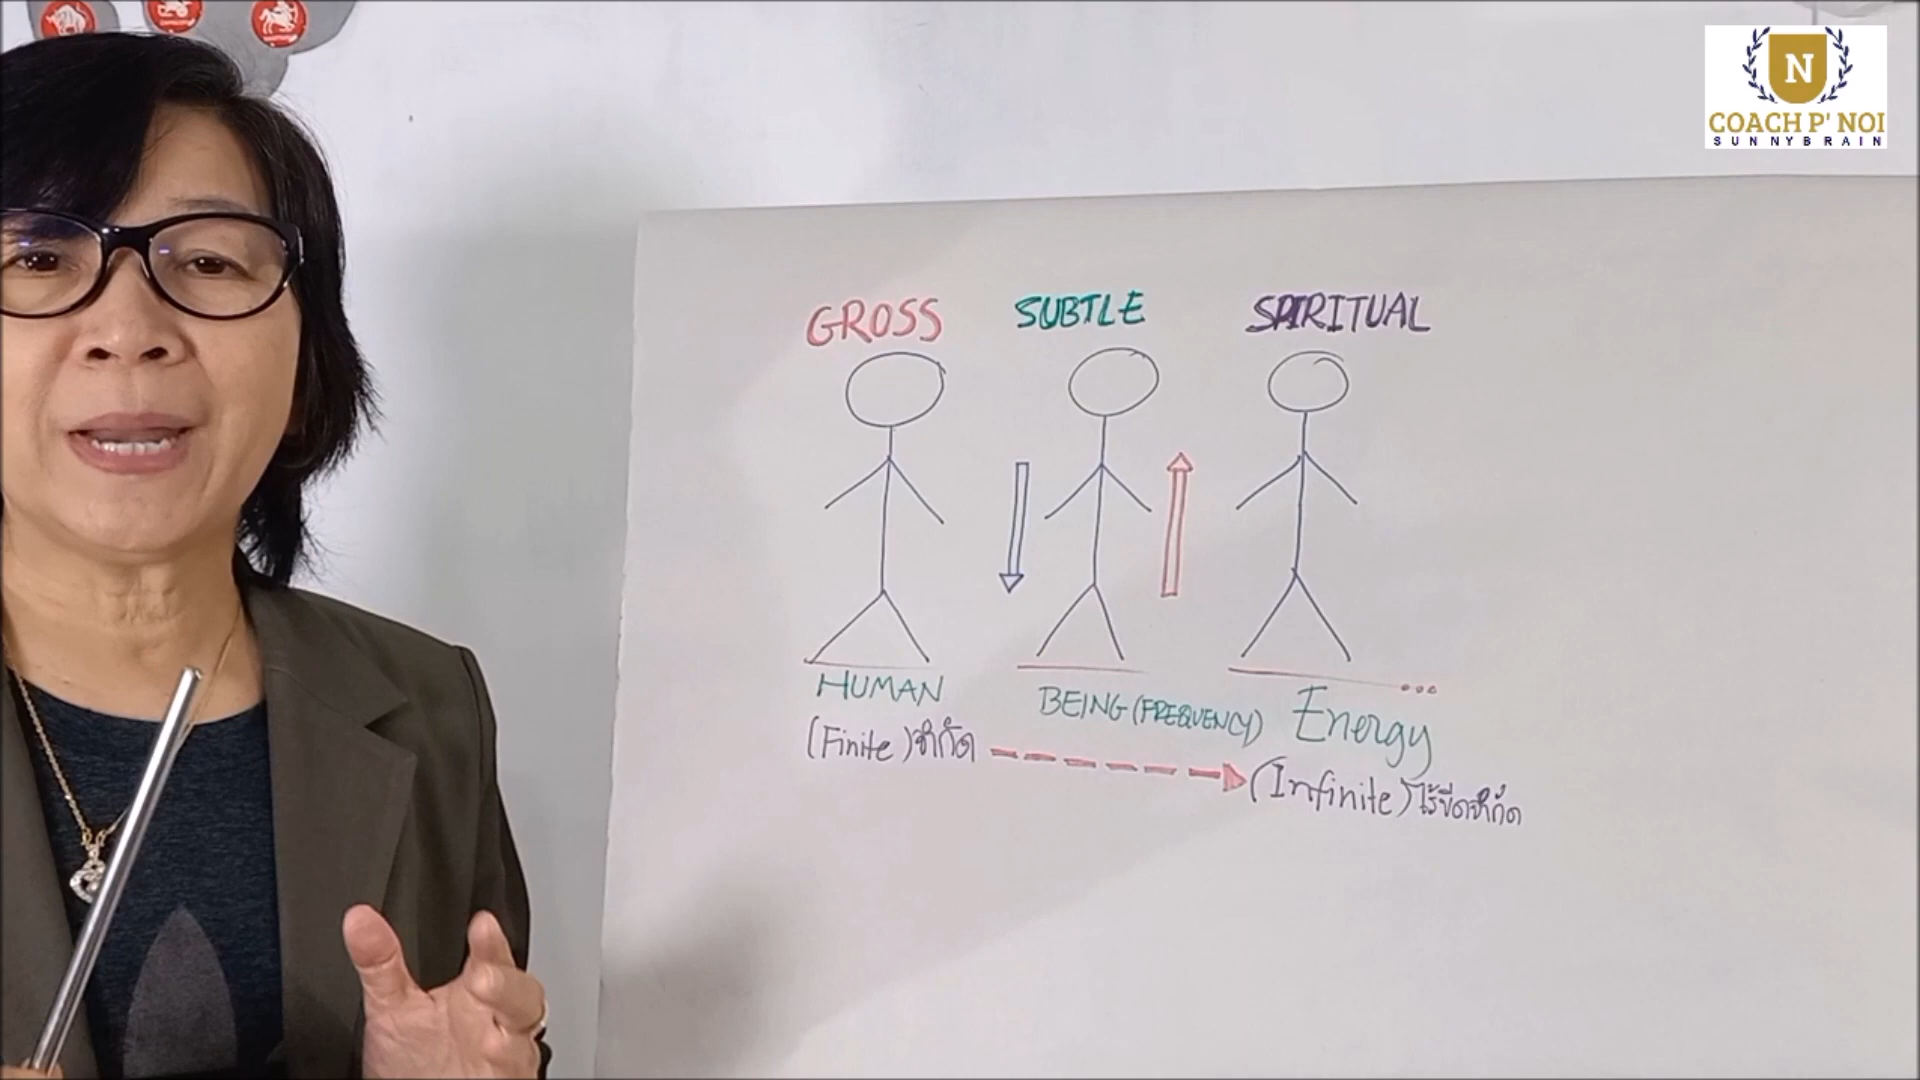 N
COACH P' NOI
SUNNYBRAIN
GROSS SUBTLE SPIRITUAL
HUMAN BEING (FREQUENCY) Energy
(Finite) จำกัด (Infinite) ไร้ขีดจำกัด